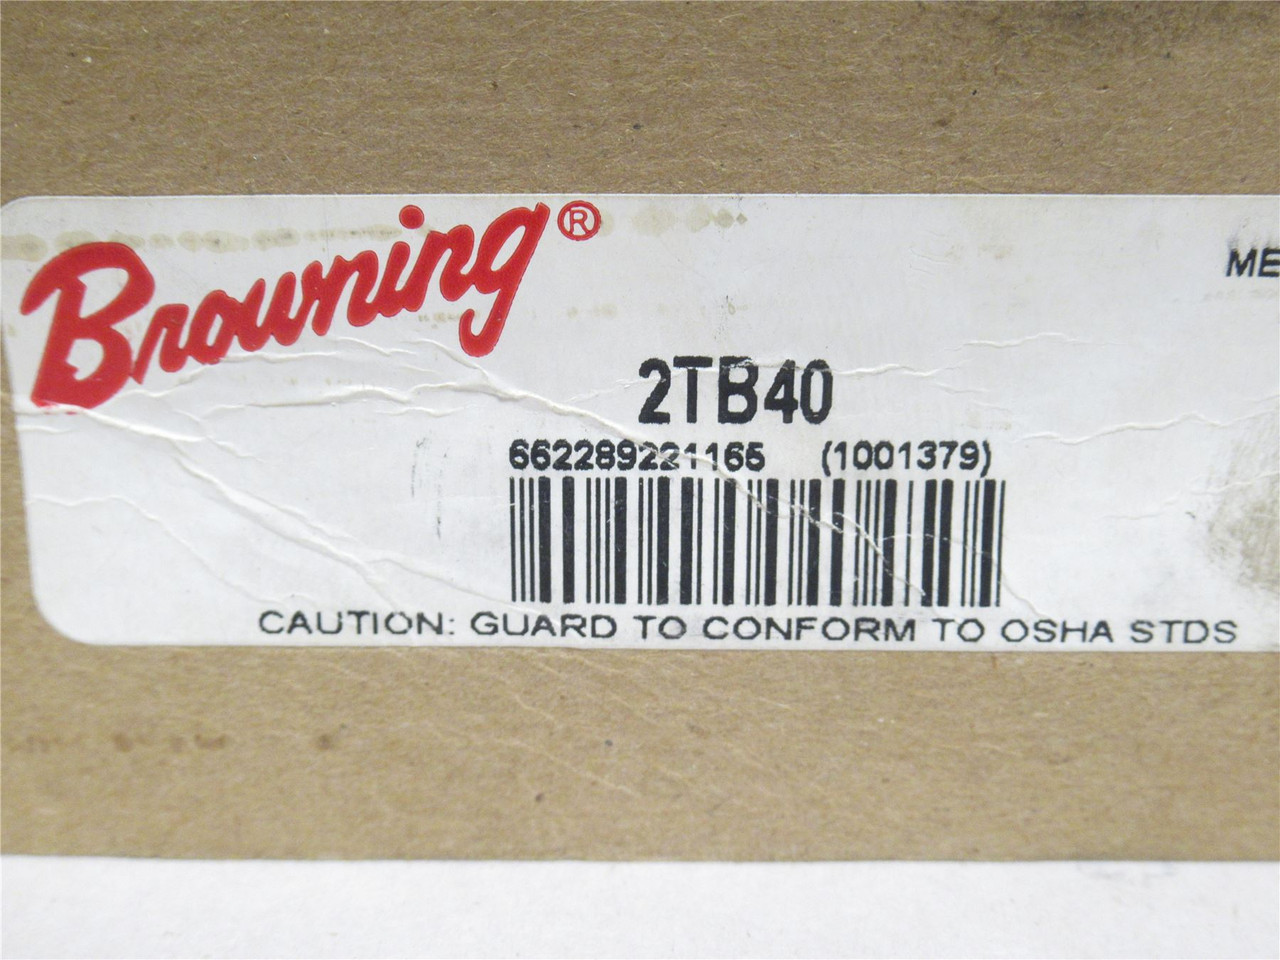 Browning®
ME
2TB40
662289221165 (1001379)
CAUTION: GUARD TO CONFORM TO OSHA STDS